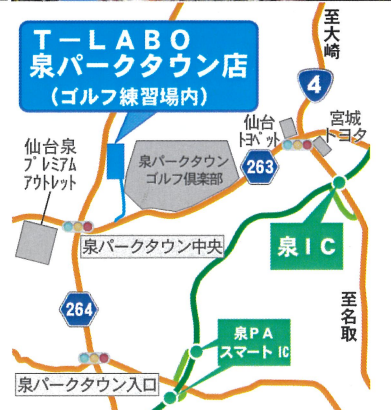 T-LABO
泉パークタウン店
(ゴルフ練習場内)
至大崎
4
仙台
トヨペット
宮城
トヨタ
仙台泉
プレミアム
アウトレット
泉パークタウン
ゴルフ倶楽部
263
泉パークタウン中央
泉IC
264
至名取
泉PA
スマートIC
泉パークタウン入口